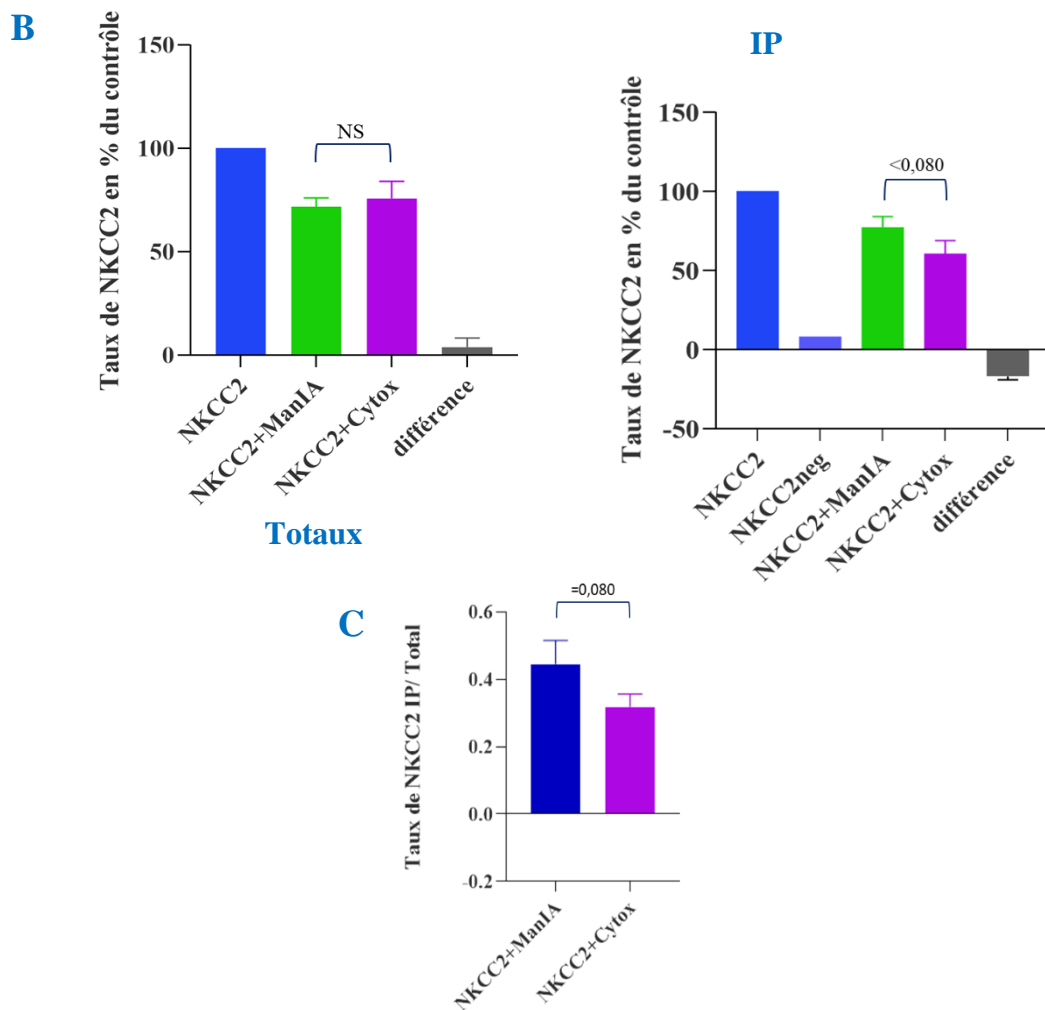 B
Taux de NKCC2 en % du contrôle
150
100
50
0
NS
NKCC2
NKCC2+ManIA
NKCC2+Cytox
différence
Totaux
IP
Taux de NKCC2 en % du contrôle
150
100
50
0
-50
<0,080
NKCC2
NKCC2neg
NKCC2+ManIA
NKCC2+Cytox
différence
C
Taux de NKCC2 IP/ Total
0.6
0.4
0.2
0.0
-0.2
=0,080
NKCC2+ManIA
NKCC2+Cytox